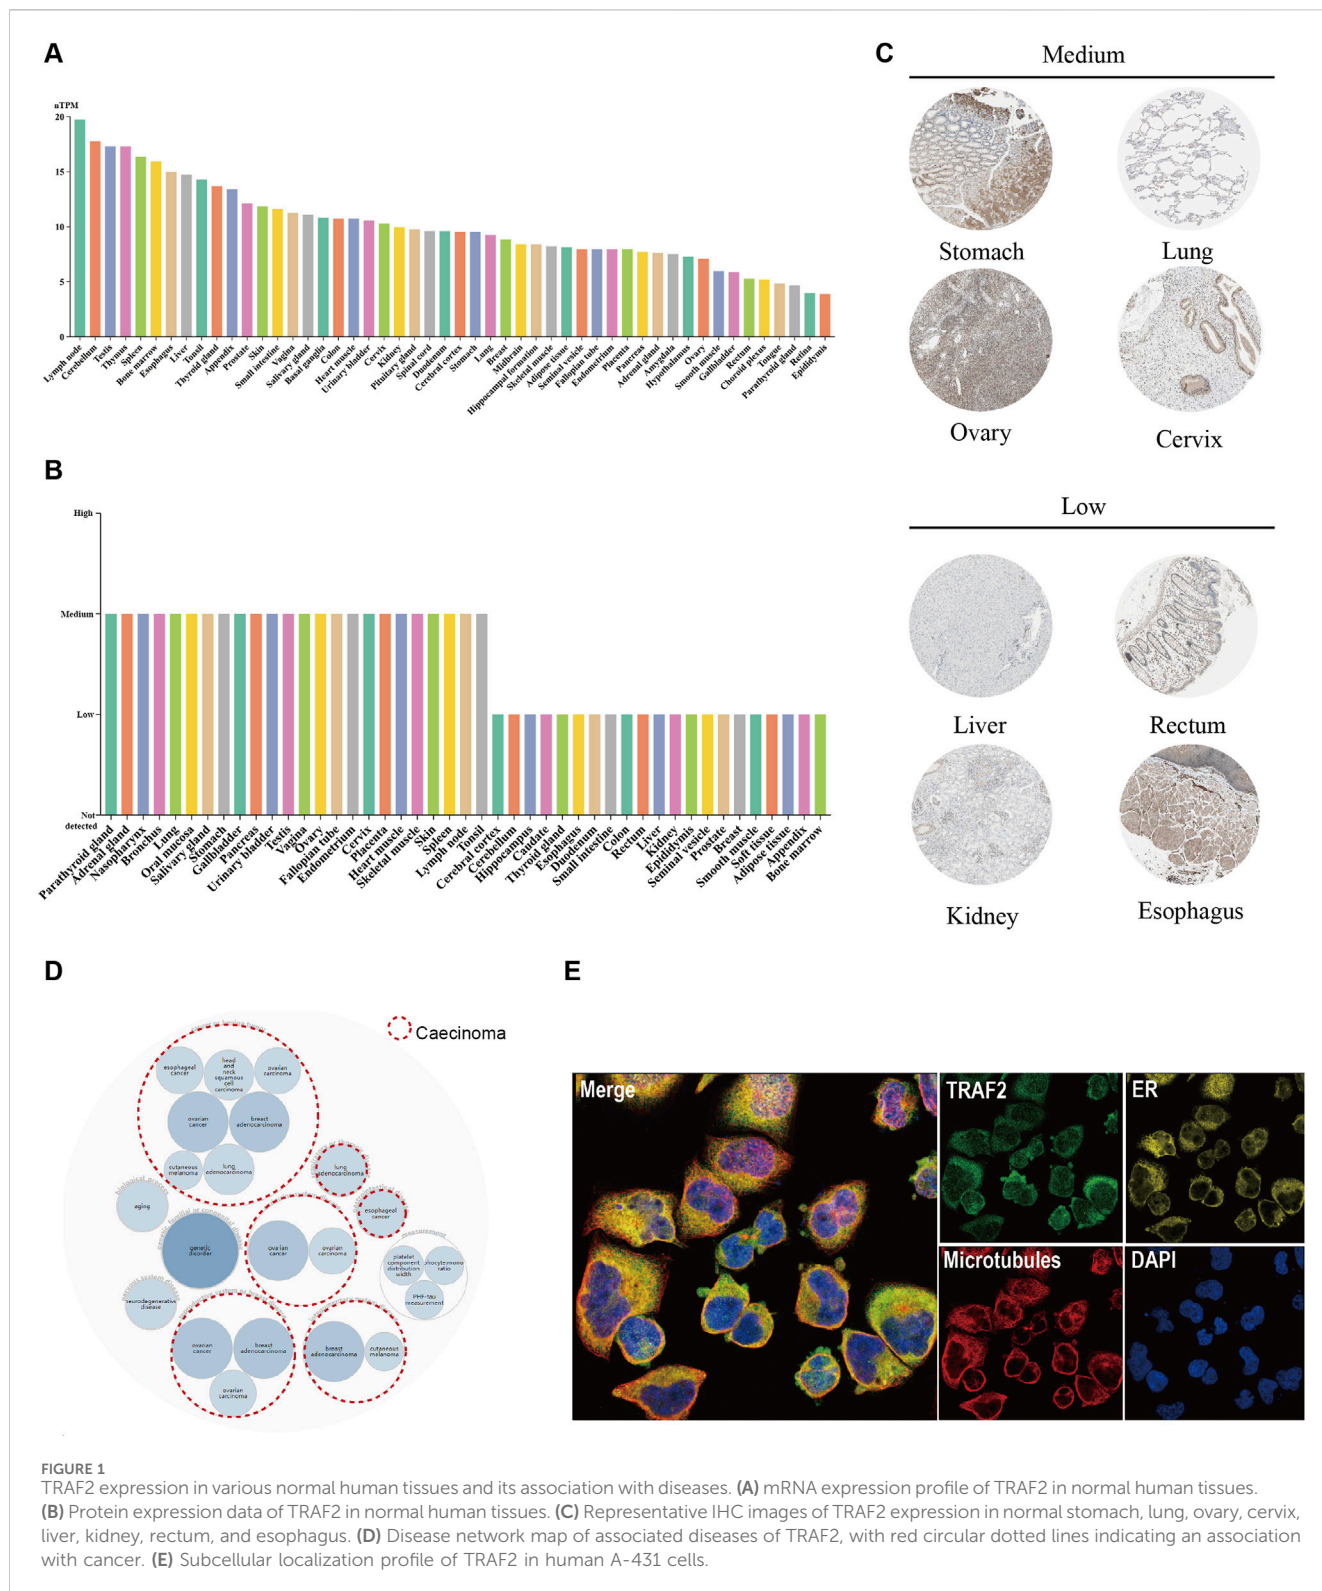 A
nTPM
20
15
10
5
0
Lymph node
Cerebellum
Testis
Thymus
Spleen
Bone marrow
Esophagus
Liver
Tonsil
Thyroid gland
Appendix
Prostate
Skin
Small intestine
Vagina
Salivary gland
Basal ganglia
Colon
Heart muscle
Urinary bladder
Cervix
Kidney
Pituitary gland
Spinal cord
Duodenum
Cerebral cortex
Stomach
Lung
Breast
Midbrain
Hippocampal formation
Skeletal muscle
Adipose tissue
Seminal vesicle
Fallopian tube
Endometrium
Placenta
Pancreas
Adrenal gland
Amygdala
Hypothalamus
Ovary
Smooth muscle
Gallbladder
Rectum
Choroid plexus
Tongue
Parathyroid gland
Retina
Epididymis
B
High
Medium
Low
Not
detected
Parathyroid gland
Adrenal gland
Nasopharynx
Bronchus
Lung
Oral mucosa
Salivary gland
Stomach
Gallbladder
Pancreas
Urinary bladder
Testis
Vagina
Ovary
Fallopian tube
Endometrium
Cervix
Placenta
Heart muscle
Skeletal muscle
Skin
Spleen
Lymph node
Tonsil
Cerebral cortex
Cerebellum
Hippocampus
Caudate
Thyroid gland
Esophagus
Duodenum
Small intestine
Colon
Rectum
Liver
Kidney
Epididymis
Seminal vesicle
Prostate
Breast
Smooth muscle
Soft tissue
Adipose tissue
Appendix
Bone marrow
C
Medium
Stomach
Lung
Ovary
Cervix
Low
Liver
Rectum
Kidney
Esophagus
D
Caecinoma
esophageal
cancer
head
and
neck
squamous
cell
carcinoma
ovarian
carcinoma
ovarian
cancer
breast
adenocarcinoma
cutaneous
melanoma
lung
adenocarcinoma
lung
adenocarcinoma
biological process
aging
esophageal
cancer
genetic
disorder
ovarian
cancer
ovarian
carcinoma
measurement
platelet
component
distribution
width
ratio
PHF-tau
measurement
neurodegenerative
disease
ovarian
cancer
breast
adenocarcinoma
ovarian
carcinoma
breast
adenocarcinoma
cutaneous
melanoma
E
Merge
TRAF2
ER
Microtubules
DAPI
FIGURE 1
TRAF2 expression in various normal human tissues and its association with diseases. (A) mRNA expression profile of TRAF2 in normal human tissues.
(B) Protein expression data of TRAF2 in normal human tissues. (C) Representative IHC images of TRAF2 expression in normal stomach, lung, ovary, cervix,
liver, kidney, rectum, and esophagus. (D) Disease network map of associated diseases of TRAF2, with red circular dotted lines indicating an association
with cancer. (E) Subcellular localization profile of TRAF2 in human A-431 cells.